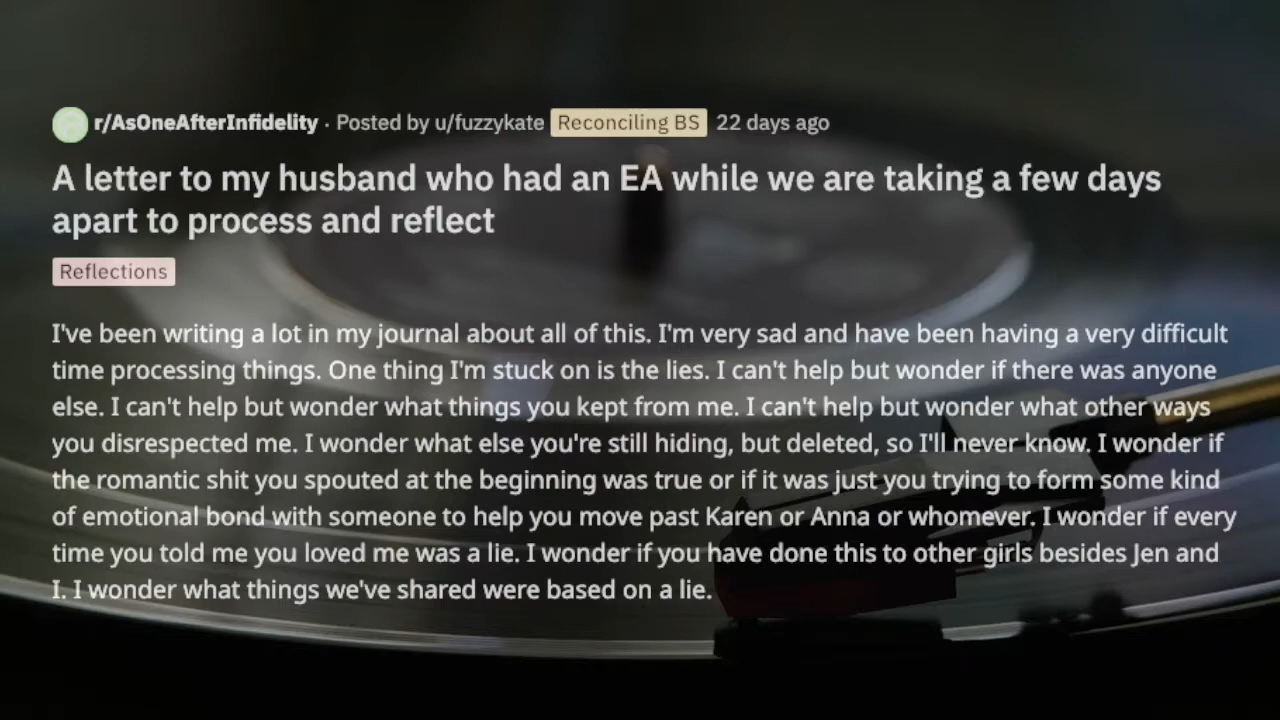 r/AsOneAfterInfidelity · Posted by u/fuzzykate Reconciling BS 22 days ago
A letter to my husband who had an EA while we are taking a few days
apart to process and reflect
Reflections
I've been writing a lot in my journal about all of this. I'm very sad and have been having a very difficult
time processing things. One thing I'm stuck on is the lies. I can't help but wonder if there was anyone
else. I can't help but wonder what things you kept from me. I can't help but wonder what other ways
you disrespected me. I wonder what else you're still hiding, but deleted, so I'll never know. I wonder if
the romantic shit you spouted at the beginning was true or if it was just you trying to form some kind
of emotional bond with someone to help you move past Karen or Anna or whomever. I wonder if every
time you told me you loved me was a lie. I wonder if you have done this to other girls besides Jen and
I. I wonder what things we've shared were based on a lie.